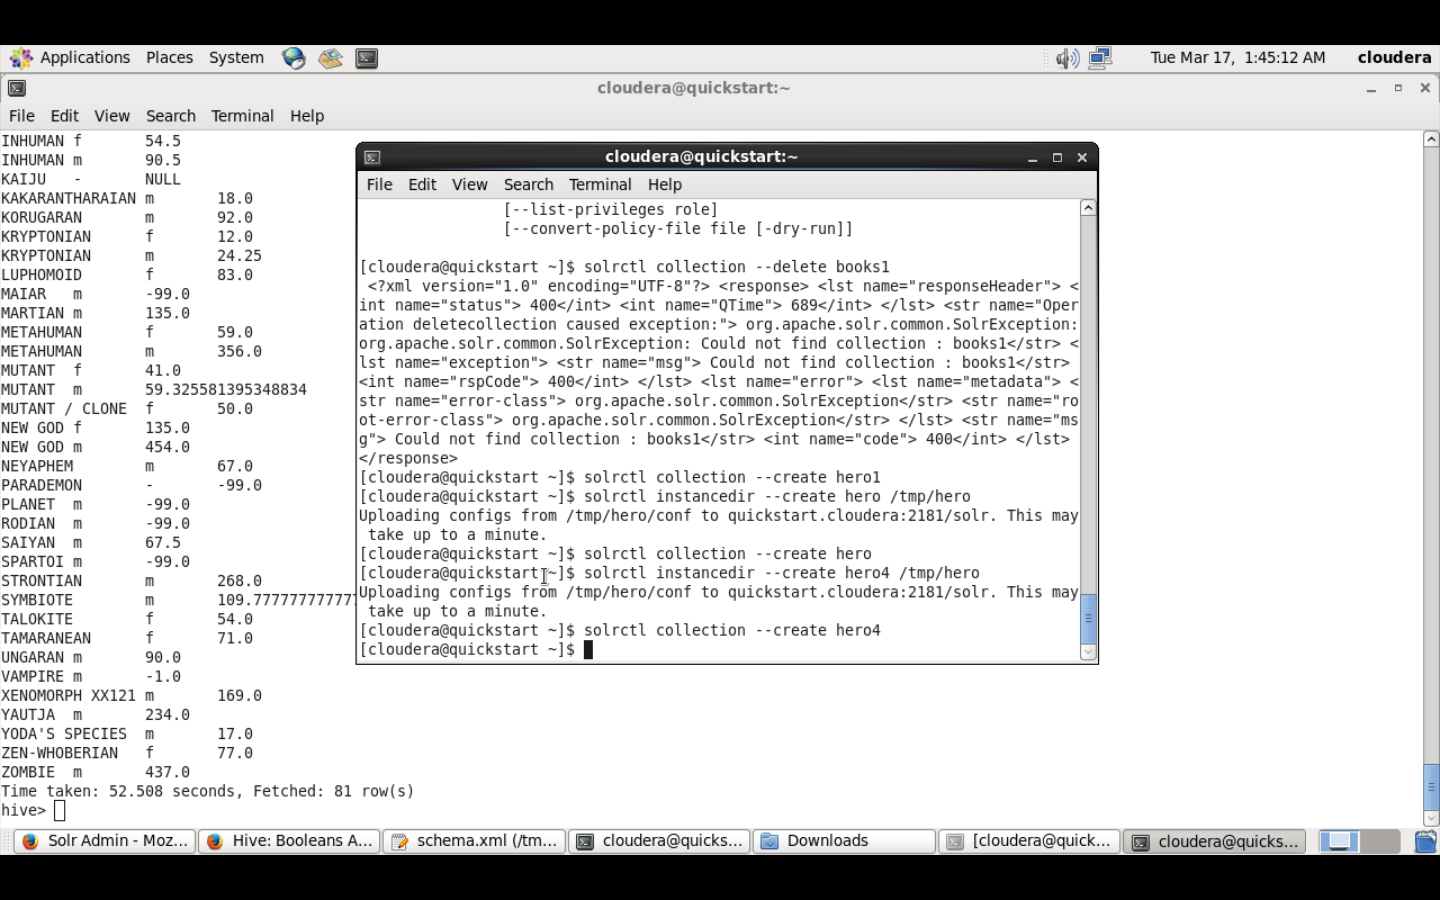 Applications Places System Tue Mar 17, 1:45:12 AM cloudera
cloudera@quickstart:~
File Edit View Search Terminal Help
INHUMAN f 54.5
INHUMAN m 90.5
KAIJU - NULL
KAKARANTHARAIAN m 18.0
KORUGARAN m 92.0
KRYPTONIAN f 12.0
KRYPTONIAN m 24.25
LUPHOMOID f 83.0
MAIAR m -99.0
MARTIAN m 135.0
METAHUMAN f 59.0
METAHUMAN m 356.0
MUTANT f 41.0
MUTANT m 59.325581395348834
MUTANT / CLONE f 50.0
NEW GOD f 135.0
NEW GOD m 454.0
NEYAPHEM m 67.0
PARADEMON - -99.0
PLANET m -99.0
RODIAN m -99.0
SAIYAN m 67.5
SPARTOI m -99.0
STRONTIAN m 268.0
SYMBIOTE m 109.777777777777
TALOKITE f 54.0
TAMARANEAN f 71.0
UNGARAN m 90.0
VAMPIRE m -1.0
XENOMORPH XX121 m 169.0
YAUTJA m 234.0
YODA'S SPECIES m 17.0
ZEN-WHOBERIAN f 77.0
ZOMBIE m 437.0
Time taken: 52.508 seconds, Fetched: 81 row(s)
hive>
cloudera@quickstart:~
File Edit View Search Terminal Help
[--list-privileges role]
[--convert-policy-file file [-dry-run]]
[cloudera@quickstart ~]$ solrctl collection --delete books1
<?xml version="1.0" encoding="UTF-8"?> <response> <lst name="responseHeader"> <
int name="status"> 400</int> <int name="QTime"> 689</int> </lst> <str name="Oper
ation deletecollection caused exception:"> org.apache.solr.common.SolrException:
org.apache.solr.common.SolrException: Could not find collection : books1</str> <
lst name="exception"> <str name="msg"> Could not find collection : books1</str>
<int name="rspCode"> 400</int> </lst> <lst name="error"> <lst name="metadata"> <
str name="error-class"> org.apache.solr.common.SolrException</str> <str name="ro
ot-error-class"> org.apache.solr.common.SolrException</str> </lst> <str name="ms
g"> Could not find collection : books1</str> <int name="code"> 400</int> </lst>
</response>
[cloudera@quickstart ~]$ solrctl collection --create hero1
[cloudera@quickstart ~]$ solrctl instancedir --create hero /tmp/hero
Uploading configs from /tmp/hero/conf to quickstart.cloudera:2181/solr. This may
take up to a minute.
[cloudera@quickstart ~]$ solrctl collection --create hero
[cloudera@quickstart ~]$ solrctl instancedir --create hero4 /tmp/hero
Uploading configs from /tmp/hero/conf to quickstart.cloudera:2181/solr. This may
take up to a minute.
[cloudera@quickstart ~]$ solrctl collection --create hero4
[cloudera@quickstart ~]$
Solr Admin - Moz... Hive: Booleans A... schema.xml (/tm... cloudera@quicks... Downloads [cloudera@quick... cloudera@quicks...